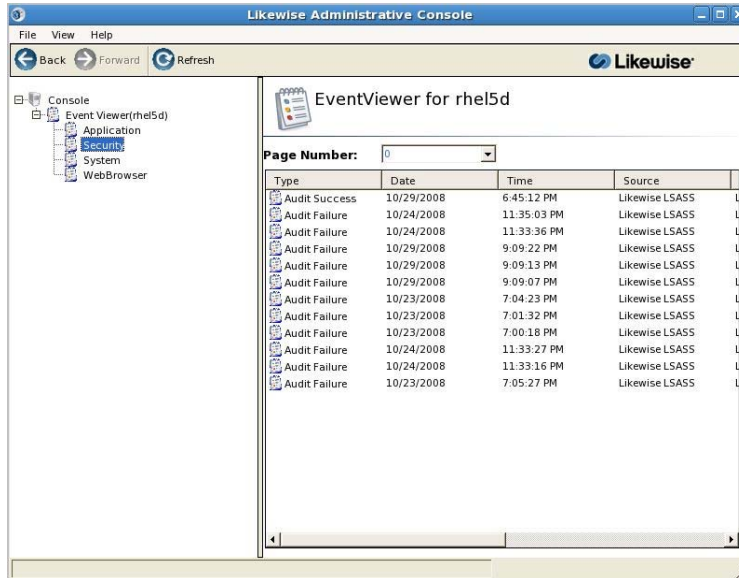 Likewise Administrative Console
File View Help
Back Forward Refresh Likewise
Console
Event Viewer(rhel5d)
Application
Security
System
WebBrowser
EventViewer for rhel5d
Page Number: 0
Type Date Time Source
Audit Success 10/29/2008 6:45:12 PM Likewise LSASS L
Audit Failure 10/24/2008 11:35:03 PM Likewise LSASS L
Audit Failure 10/24/2008 11:33:36 PM Likewise LSASS L
Audit Failure 10/29/2008 9:09:22 PM Likewise LSASS L
Audit Failure 10/29/2008 9:09:13 PM Likewise LSASS L
Audit Failure 10/29/2008 9:09:07 PM Likewise LSASS L
Audit Failure 10/23/2008 7:04:23 PM Likewise LSASS L
Audit Failure 10/23/2008 7:01:32 PM Likewise LSASS L
Audit Failure 10/23/2008 7:00:18 PM Likewise LSASS L
Audit Failure 10/24/2008 11:33:27 PM Likewise LSASS L
Audit Failure 10/24/2008 11:33:16 PM Likewise LSASS L
Audit Failure 10/23/2008 7:05:27 PM Likewise LSASS L